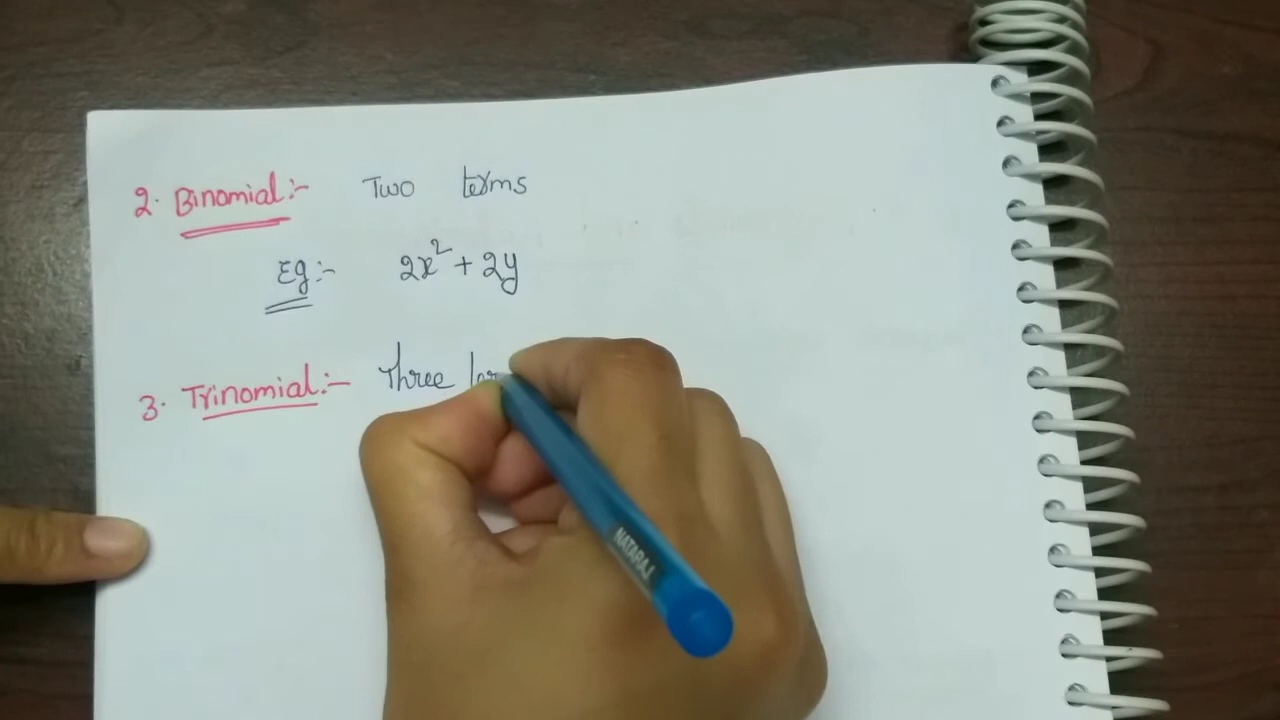 2. Binomial:- Two terms
Eg:- 2x² + 2y
3. Trinomial:- Three
NATARAJ